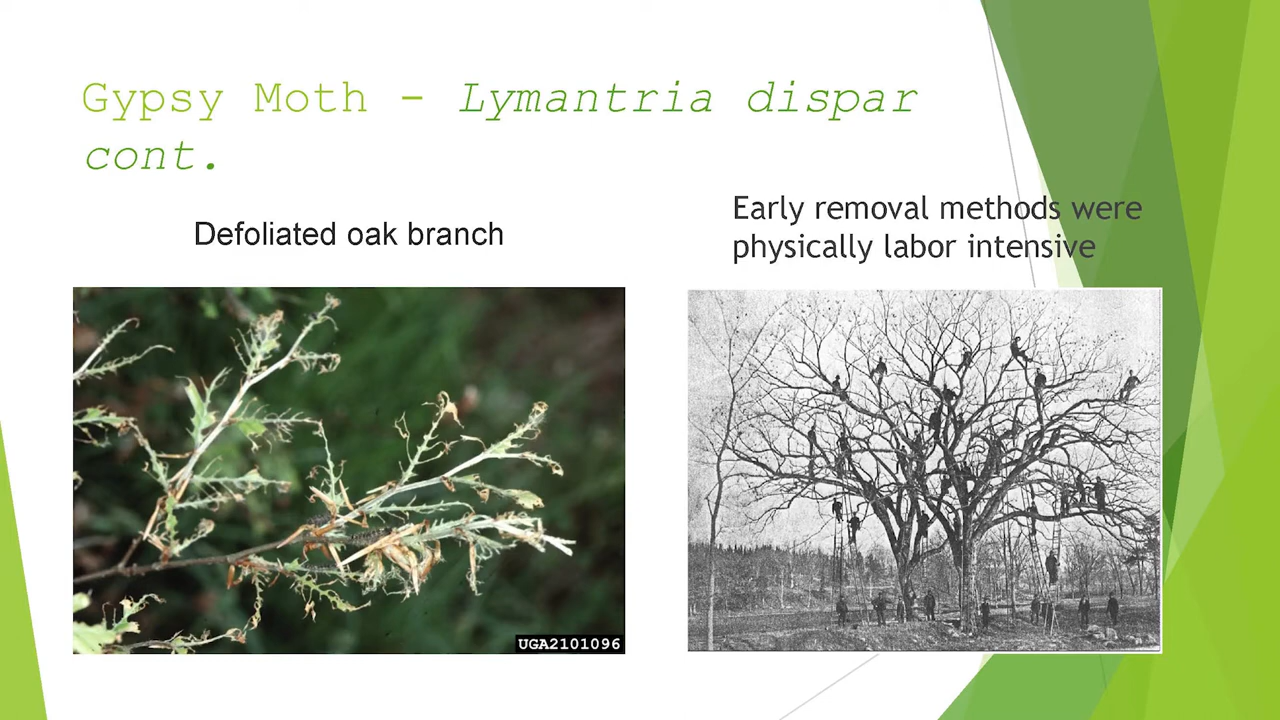 Gypsy Moth - Lymantria dispar
cont.
Defoliated oak branch
Early removal methods were
physically labor intensive
UGA2101096